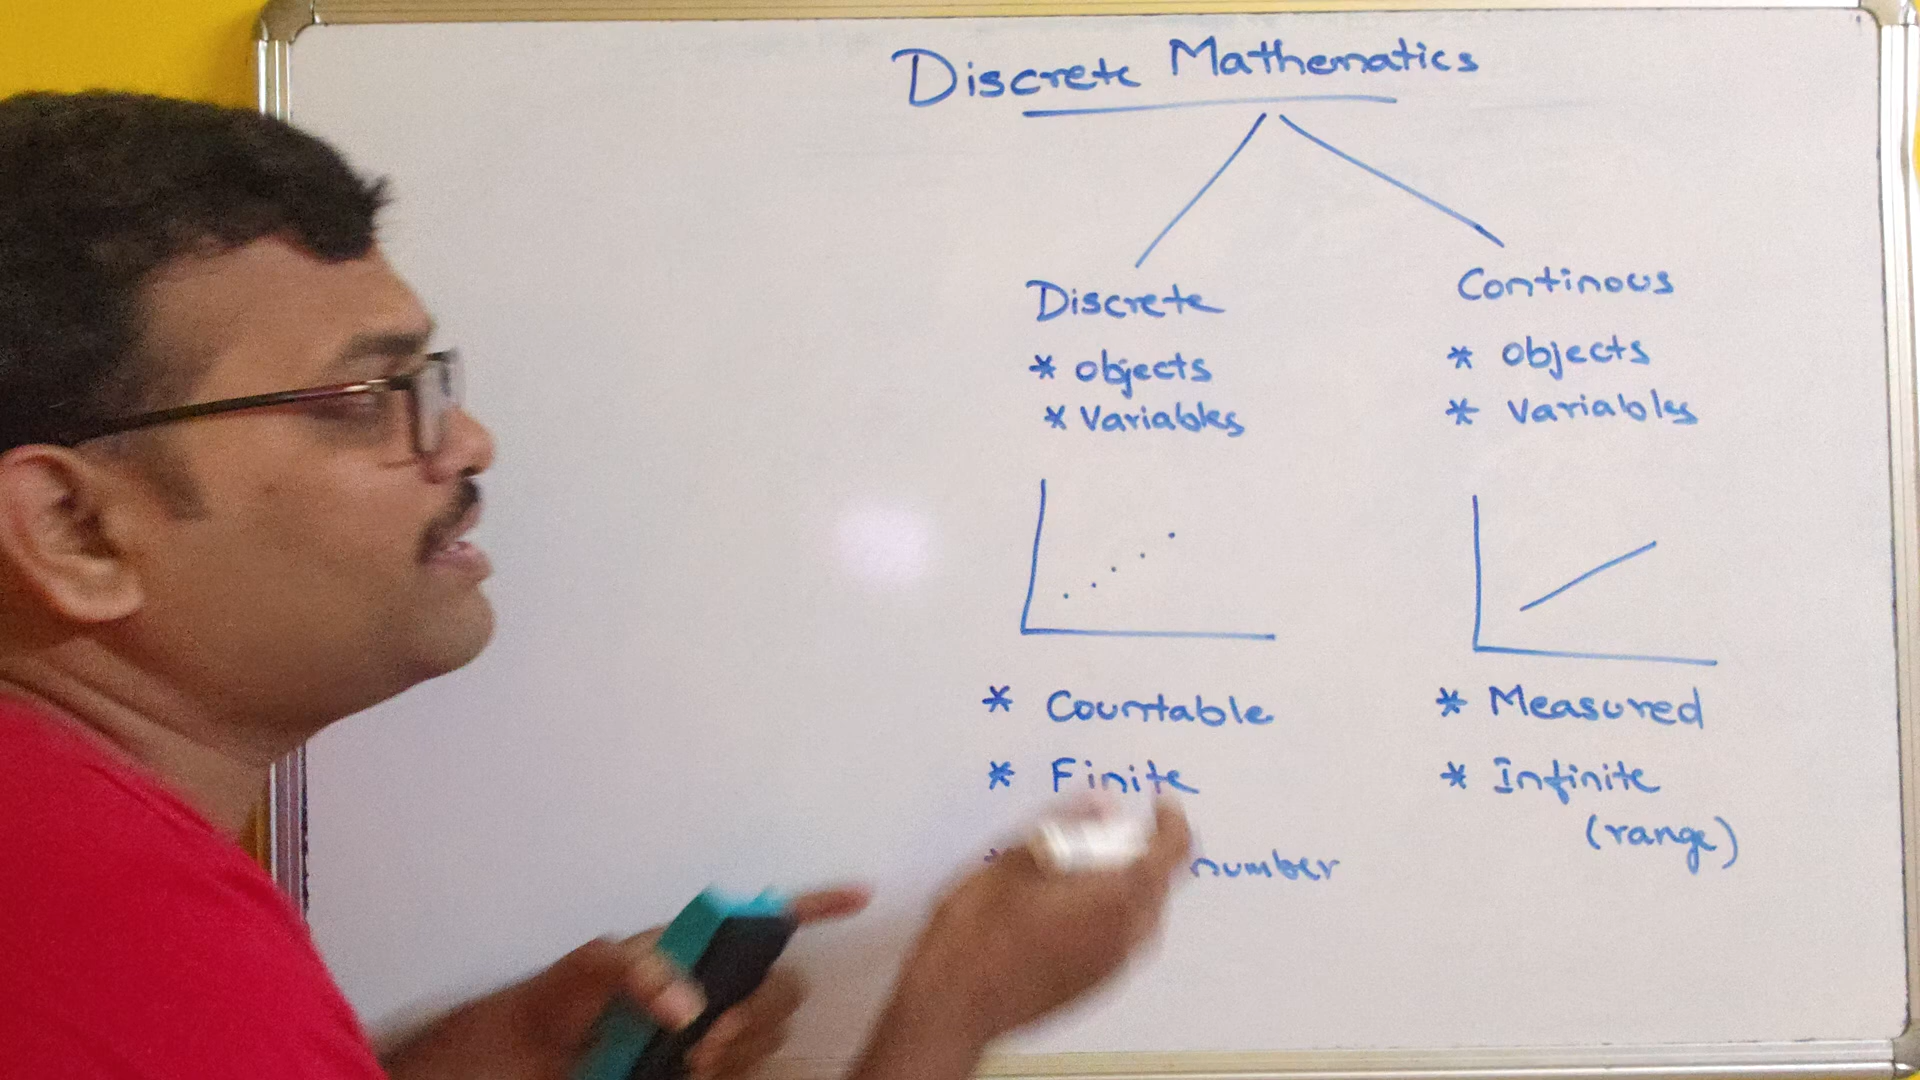 Discrete Mathematics
Discrete
* objects
* Variables
* Countable
* Finite
* number
Continous
* objects
* Variables
* Measured
* Infinite
(range)